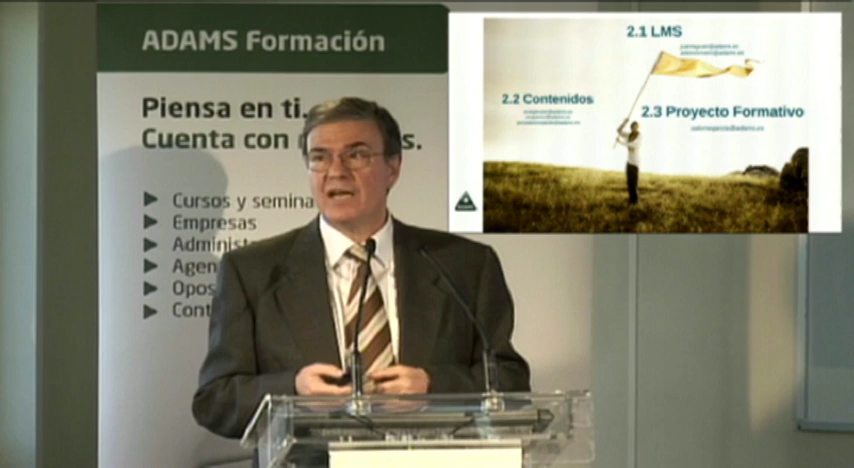 ADAMS Formación
Piensa en ti.
Cuenta con
Cursos y semina
Empresas
Administ
Agen
Opos
Cont
2.1 LMS
2.2 Contenidos
2.3 Proyecto Formativo
ADAMS